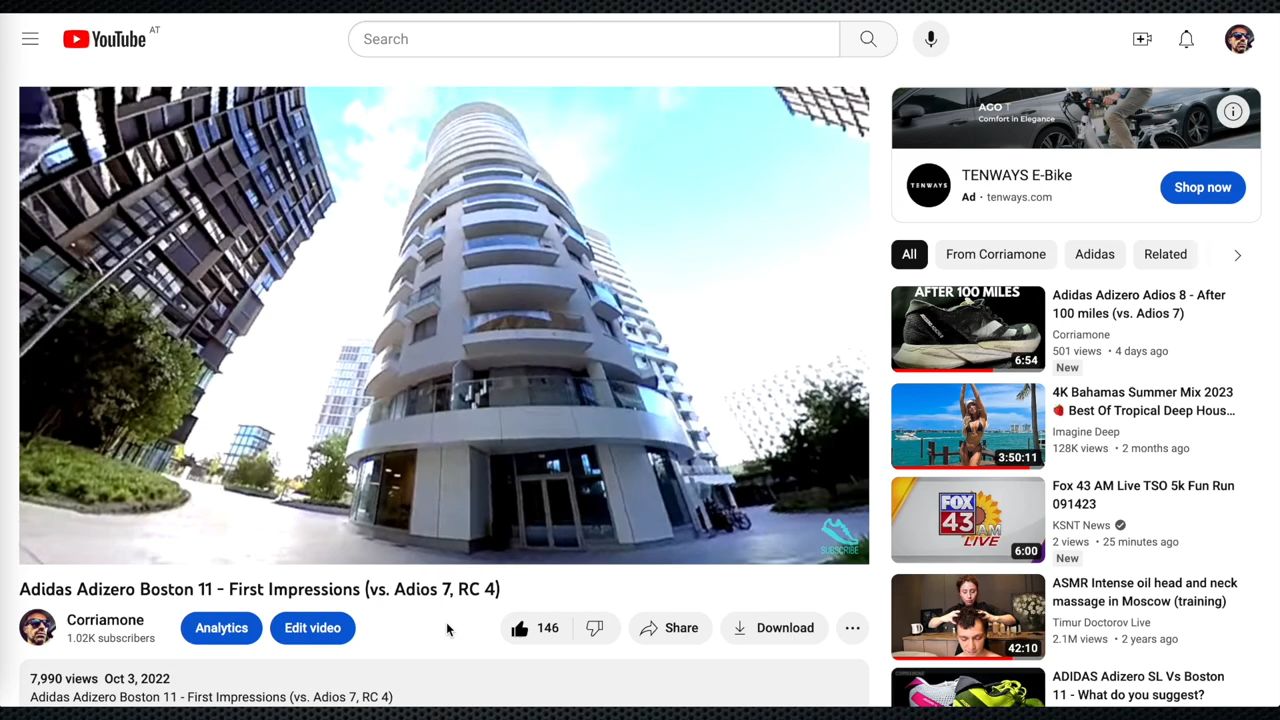 YouTube AT
Search
AGO T
Comfort in Elegance
TENWAYS
TENWAYS E-Bike
Ad · tenways.com
Shop now
All
From Corriamone
Adidas
Related
AFTER 100 MILES
6:54
Adidas Adizero Adios 8 - After
100 miles (vs. Adios 7)
Corriamone
501 views • 4 days ago
New
3:50:11
4K Bahamas Summer Mix 2023
🍓 Best Of Tropical Deep Hous...
Imagine Deep
128K views • 2 months ago
FOX
43 AM
LIVE
6:00
Fox 43 AM Live TSO 5k Fun Run
091423
KSNT News
2 views • 25 minutes ago
New
42:10
ASMR Intense oil head and neck
massage in Moscow (training)
Timur Doctorov Live
2.1M views • 2 years ago
ADIDAS Adizero SL Vs Boston
11 - What do you suggest?
SUBSCRIBE
Adidas Adizero Boston 11 - First Impressions (vs. Adios 7, RC 4)
Corriamone
1.02K subscribers
Analytics
Edit video
146
Share
Download
7,990 views Oct 3, 2022
Adidas Adizero Boston 11 - First Impressions (vs. Adios 7, RC 4)